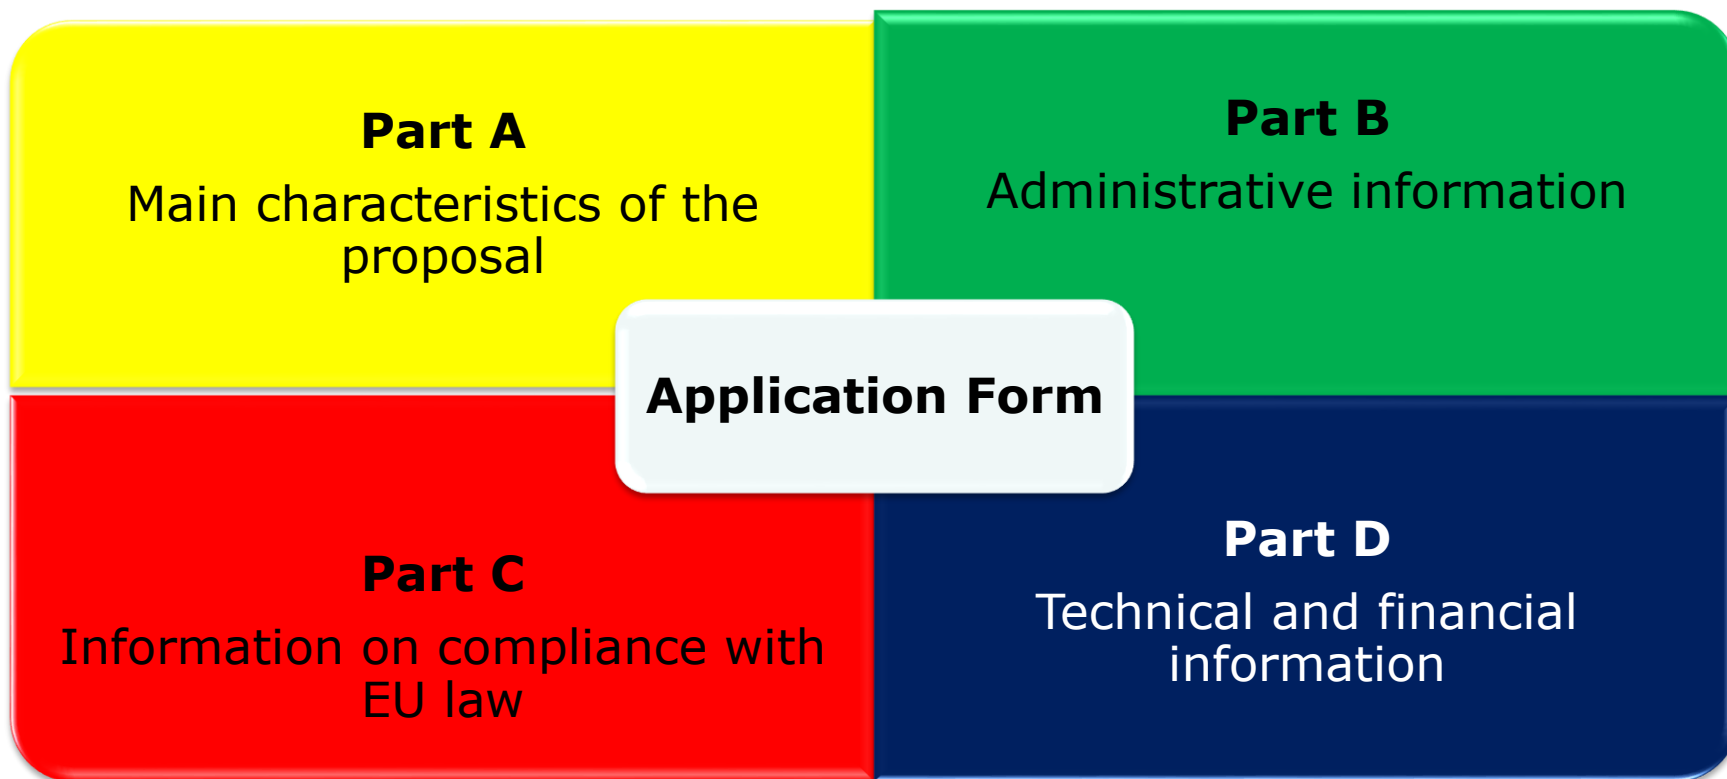 Part A
Main characteristics of the
proposal
Part B
Administrative information
Application Form
Part C
Information on compliance with
EU law
Part D
Technical and financial
information